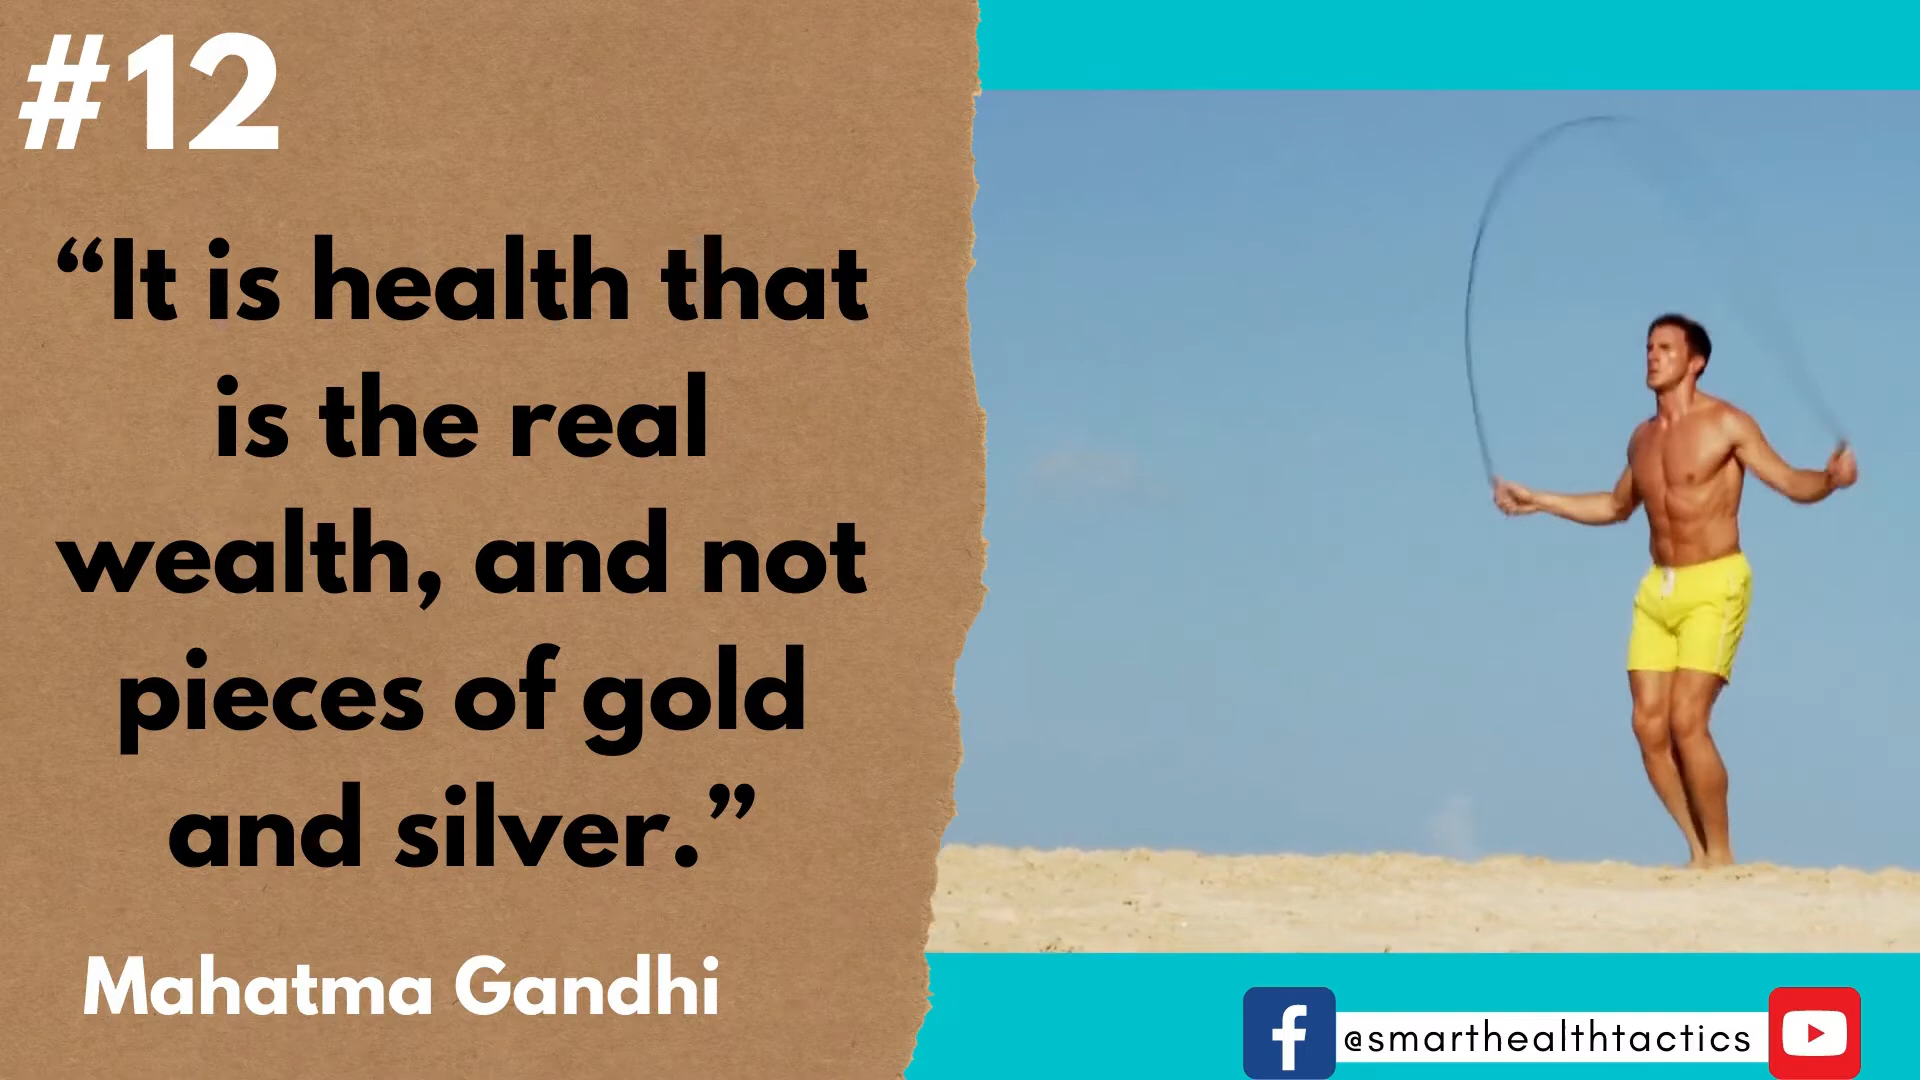 #12
“It is health that
is the real
wealth, and not
pieces of gold
and silver.”
Mahatma Gandhi
@smarthealthtactics